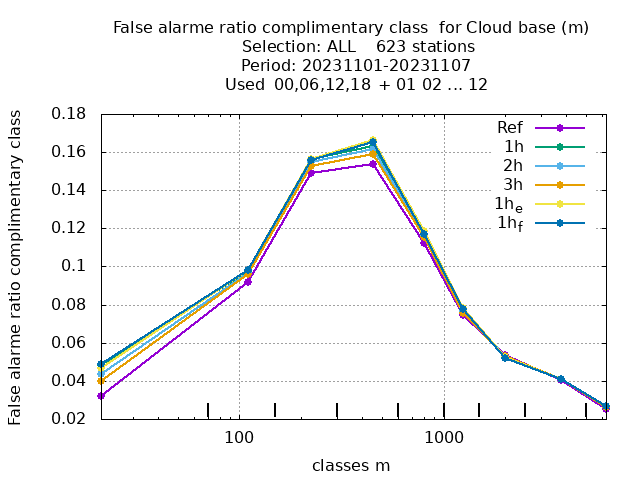 False alarme ratio complimentary class  for Cloud base (m)
Selection: ALL    623 stations
Period: 20231101-20231107
Used  00,06,12,18  + 01 02 ... 12
False alarme ratio complimentary class
0.18
0.16
0.14
0.12
0.1
0.08
0.06
0.04
0.02
Ref
1h
2h
3h
1he
1hf
100
1000
classes m